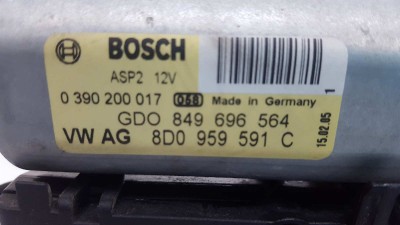 BOSCH
ASP2 12V
0 390 200 017 058 Made in Germany
GDO 849 696 564
VW AG 8D0 959 591 C
1
15.02.05